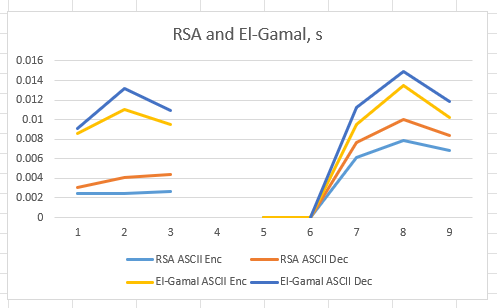 RSA and El-Gamal, s
0.016
0.014
0.012
0.01
0.008
0.006
0.004
0.002
0
1 2 3 4 5 6 7 8 9
RSA ASCII Enc RSA ASCII Dec
El-Gamal ASCII Enc El-Gamal ASCII Dec